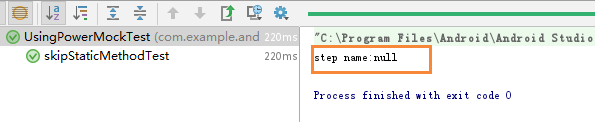 UsingPowerMockTest (com.example.and 220ms
skipStaticMethodTest 220ms
"C:\Program Files\Android\Android Studio
step name:null
Process finished with exit code 0